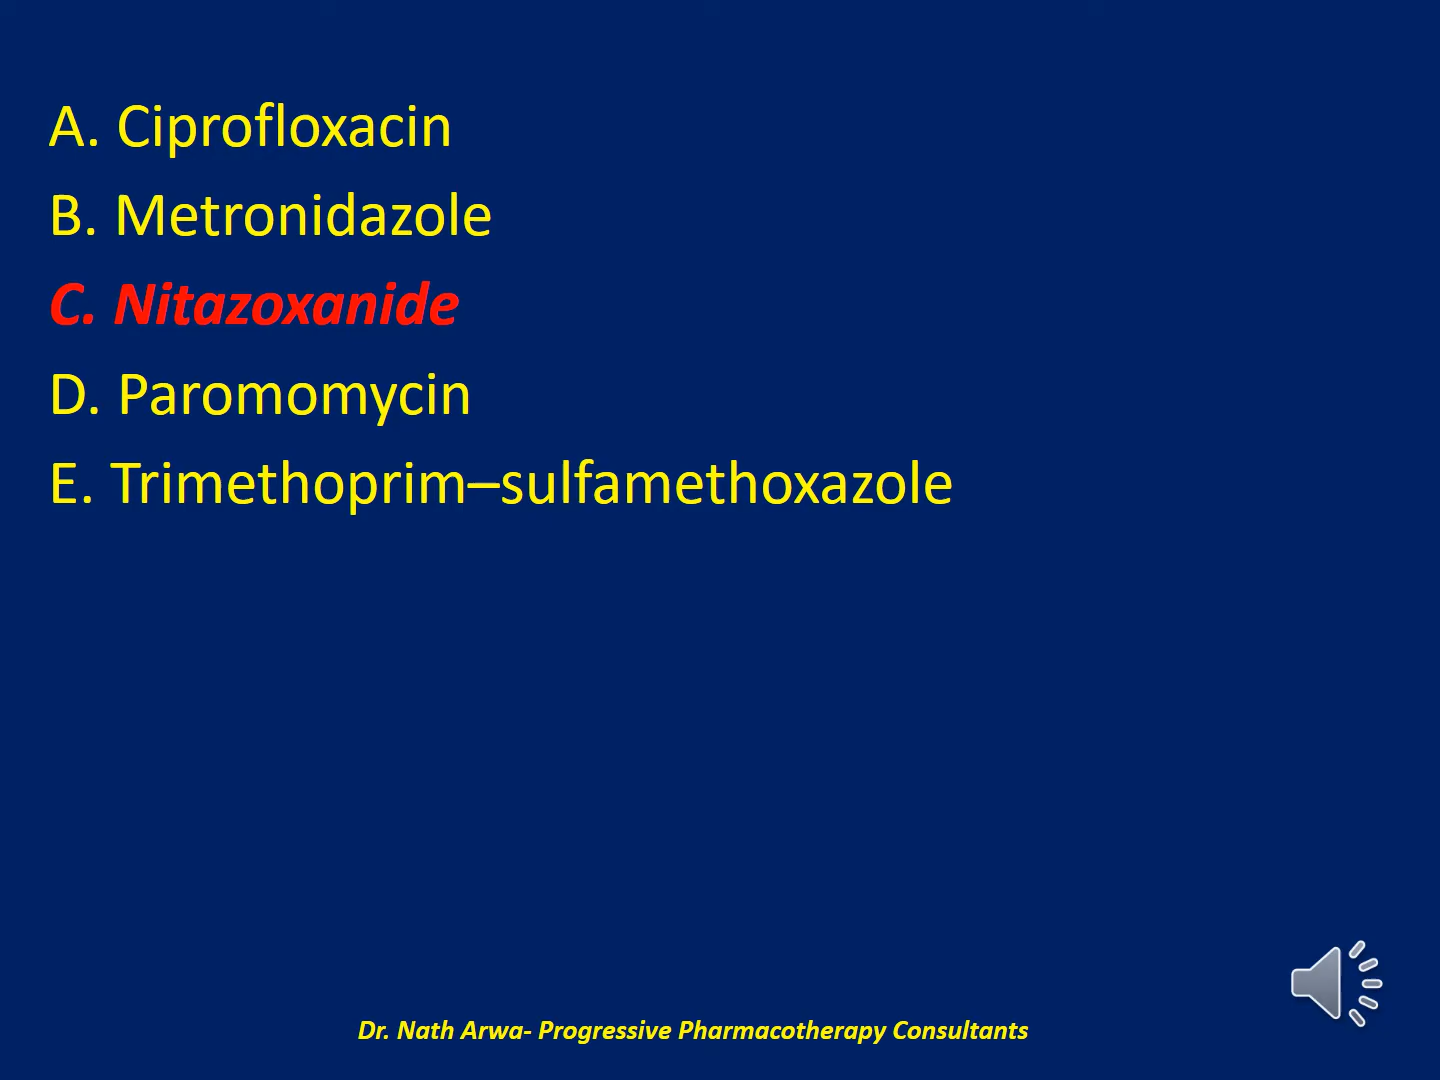 A. Ciprofloxacin
B. Metronidazole
C. Nitazoxanide
D. Paromomycin
E. Trimethoprim–sulfamethoxazole
Dr. Nath Arwa- Progressive Pharmacotherapy Consultants